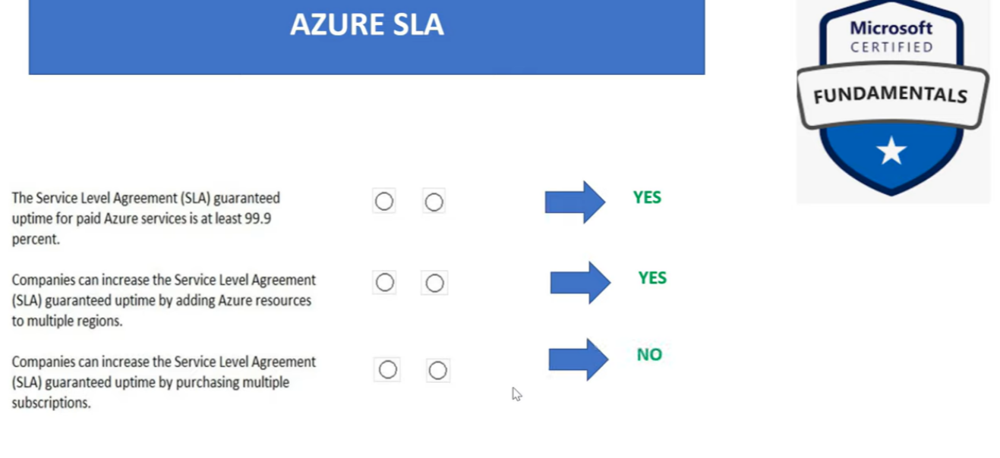 AZURE SLA
Microsoft
CERTIFIED
FUNDAMENTALS
The Service Level Agreement (SLA) guaranteed
uptime for paid Azure services is at least 99.9
percent.
YES
Companies can increase the Service Level Agreement
(SLA) guaranteed uptime by adding Azure resources
to multiple regions.
YES
Companies can increase the Service Level Agreement
(SLA) guaranteed uptime by purchasing multiple
subscriptions.
NO